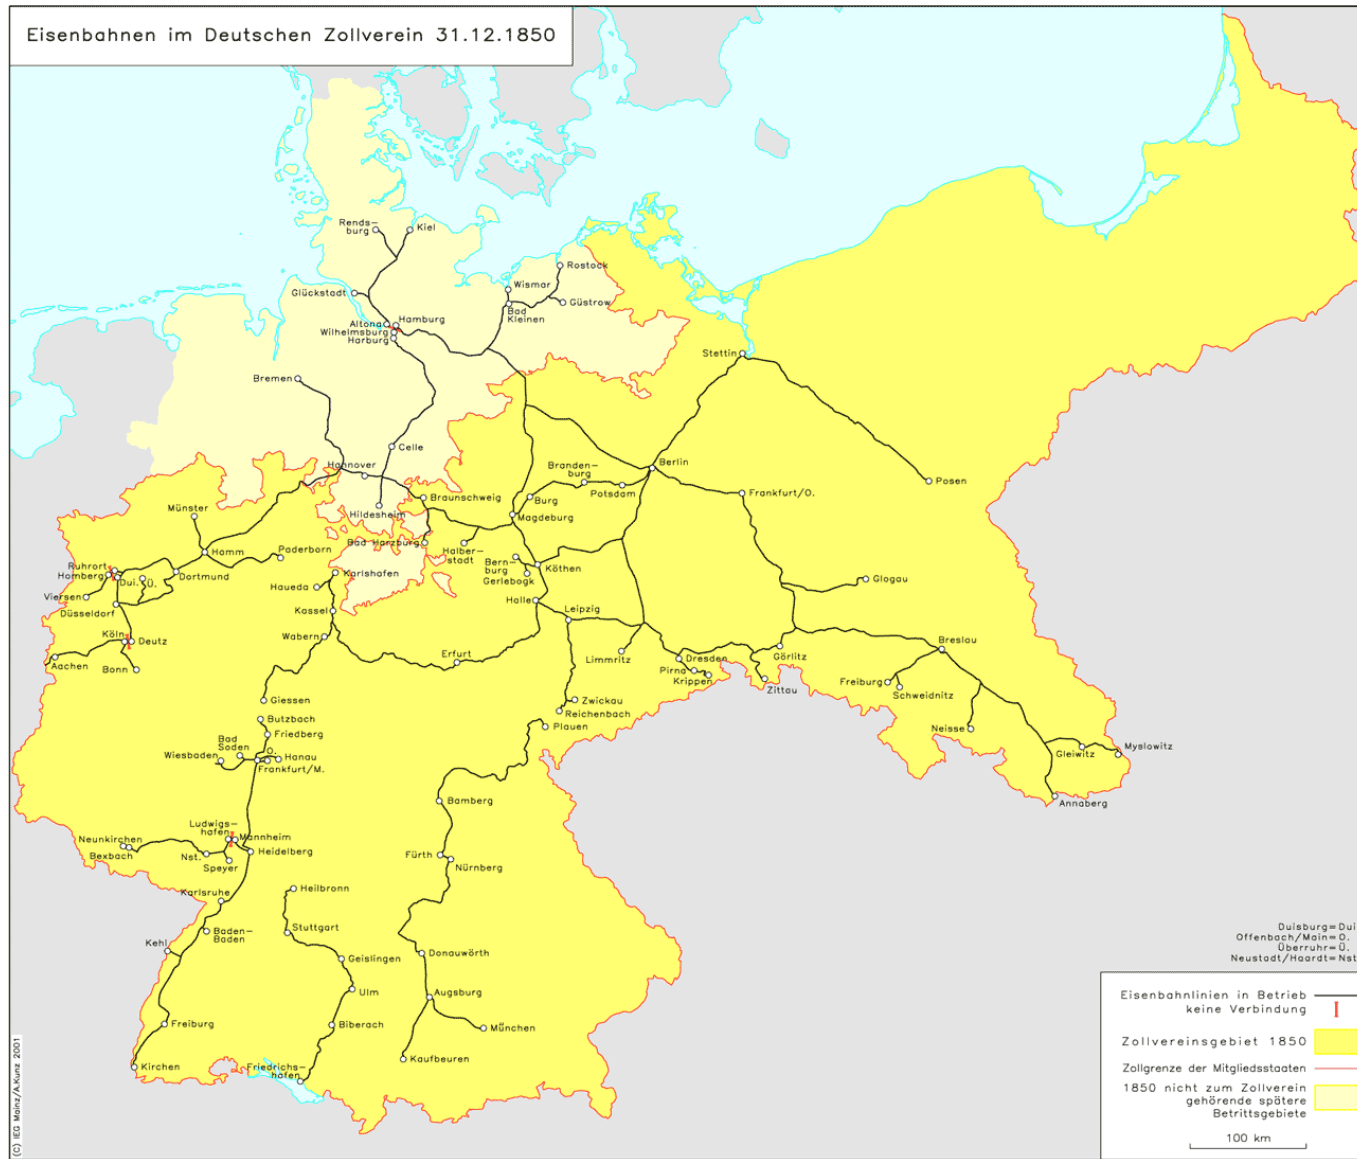 Eisenbahnen im Deutschen Zollverein 31.12.1850
Rends-
burg
Kiel
Rostock
Wismar
Glückstadt
Güstrow
Bad
Kleinen
Hamburg
Altona
Wilhelmsburg
Harburg
Stettin
Bremen
Celle
Hannover
Berlin
Branden-
burg
Posen
Potsdam
Burg
Frankfurt/O.
Braunschweig
Magdeburg
Münster
Hildesheim
Bad Harzburg
Halber-
stadt
Hamm
Paderborn
Bern-
burg
Köthen
Gerlebogk
Ruhrort
Homberg
Dui.
Ü.
Dortmund
Karlshafen
Haueda
Glogau
Viersen
Düsseldorf
Kassel
Halle
Leipzig
Köln
Deutz
Wabern
Breslau
Aachen
Bonn
Erfurt
Limmritz
Dresden
Pirna
Krippen
Görlitz
Zittau
Freiburg
Schweidnitz
Giessen
Zwickau
Reichenbach
Butzbach
Plauen
Neisse
Friedberg
Bad
Soden
O.
Wiesbaden
Hanau
Frankfurt/M.
Gleiwitz
Myslowitz
Bamberg
Annaberg
Ludwigs-
hafen
Mannheim
Neunkirchen
Bexbach
Nst.
Speyer
Heidelberg
Fürth
Nürnberg
Karlsruhe
Heilbronn
Baden-
Baden
Stuttgart
Kehl
Donauwörth
Geislingen
Ulm
Augsburg
Freiburg
Biberach
München
Kaufbeuren
Kirchen
Friedrichs-
hafen
Duisburg=Dui
Offenbach/Main=O.
Überruhr=Ü.
Neustadt/Haardt=Nst
Eisenbahnlinien in Betrieb
keine Verbindung
Zollvereinsgebiet 1850
Zollgrenze der Mitgliedsstaaten
1850 nicht zum Zollverein
gehörende spätere
Betrittsgebiete
100 km
(C) IEG Mainz/A.Kunz 2001